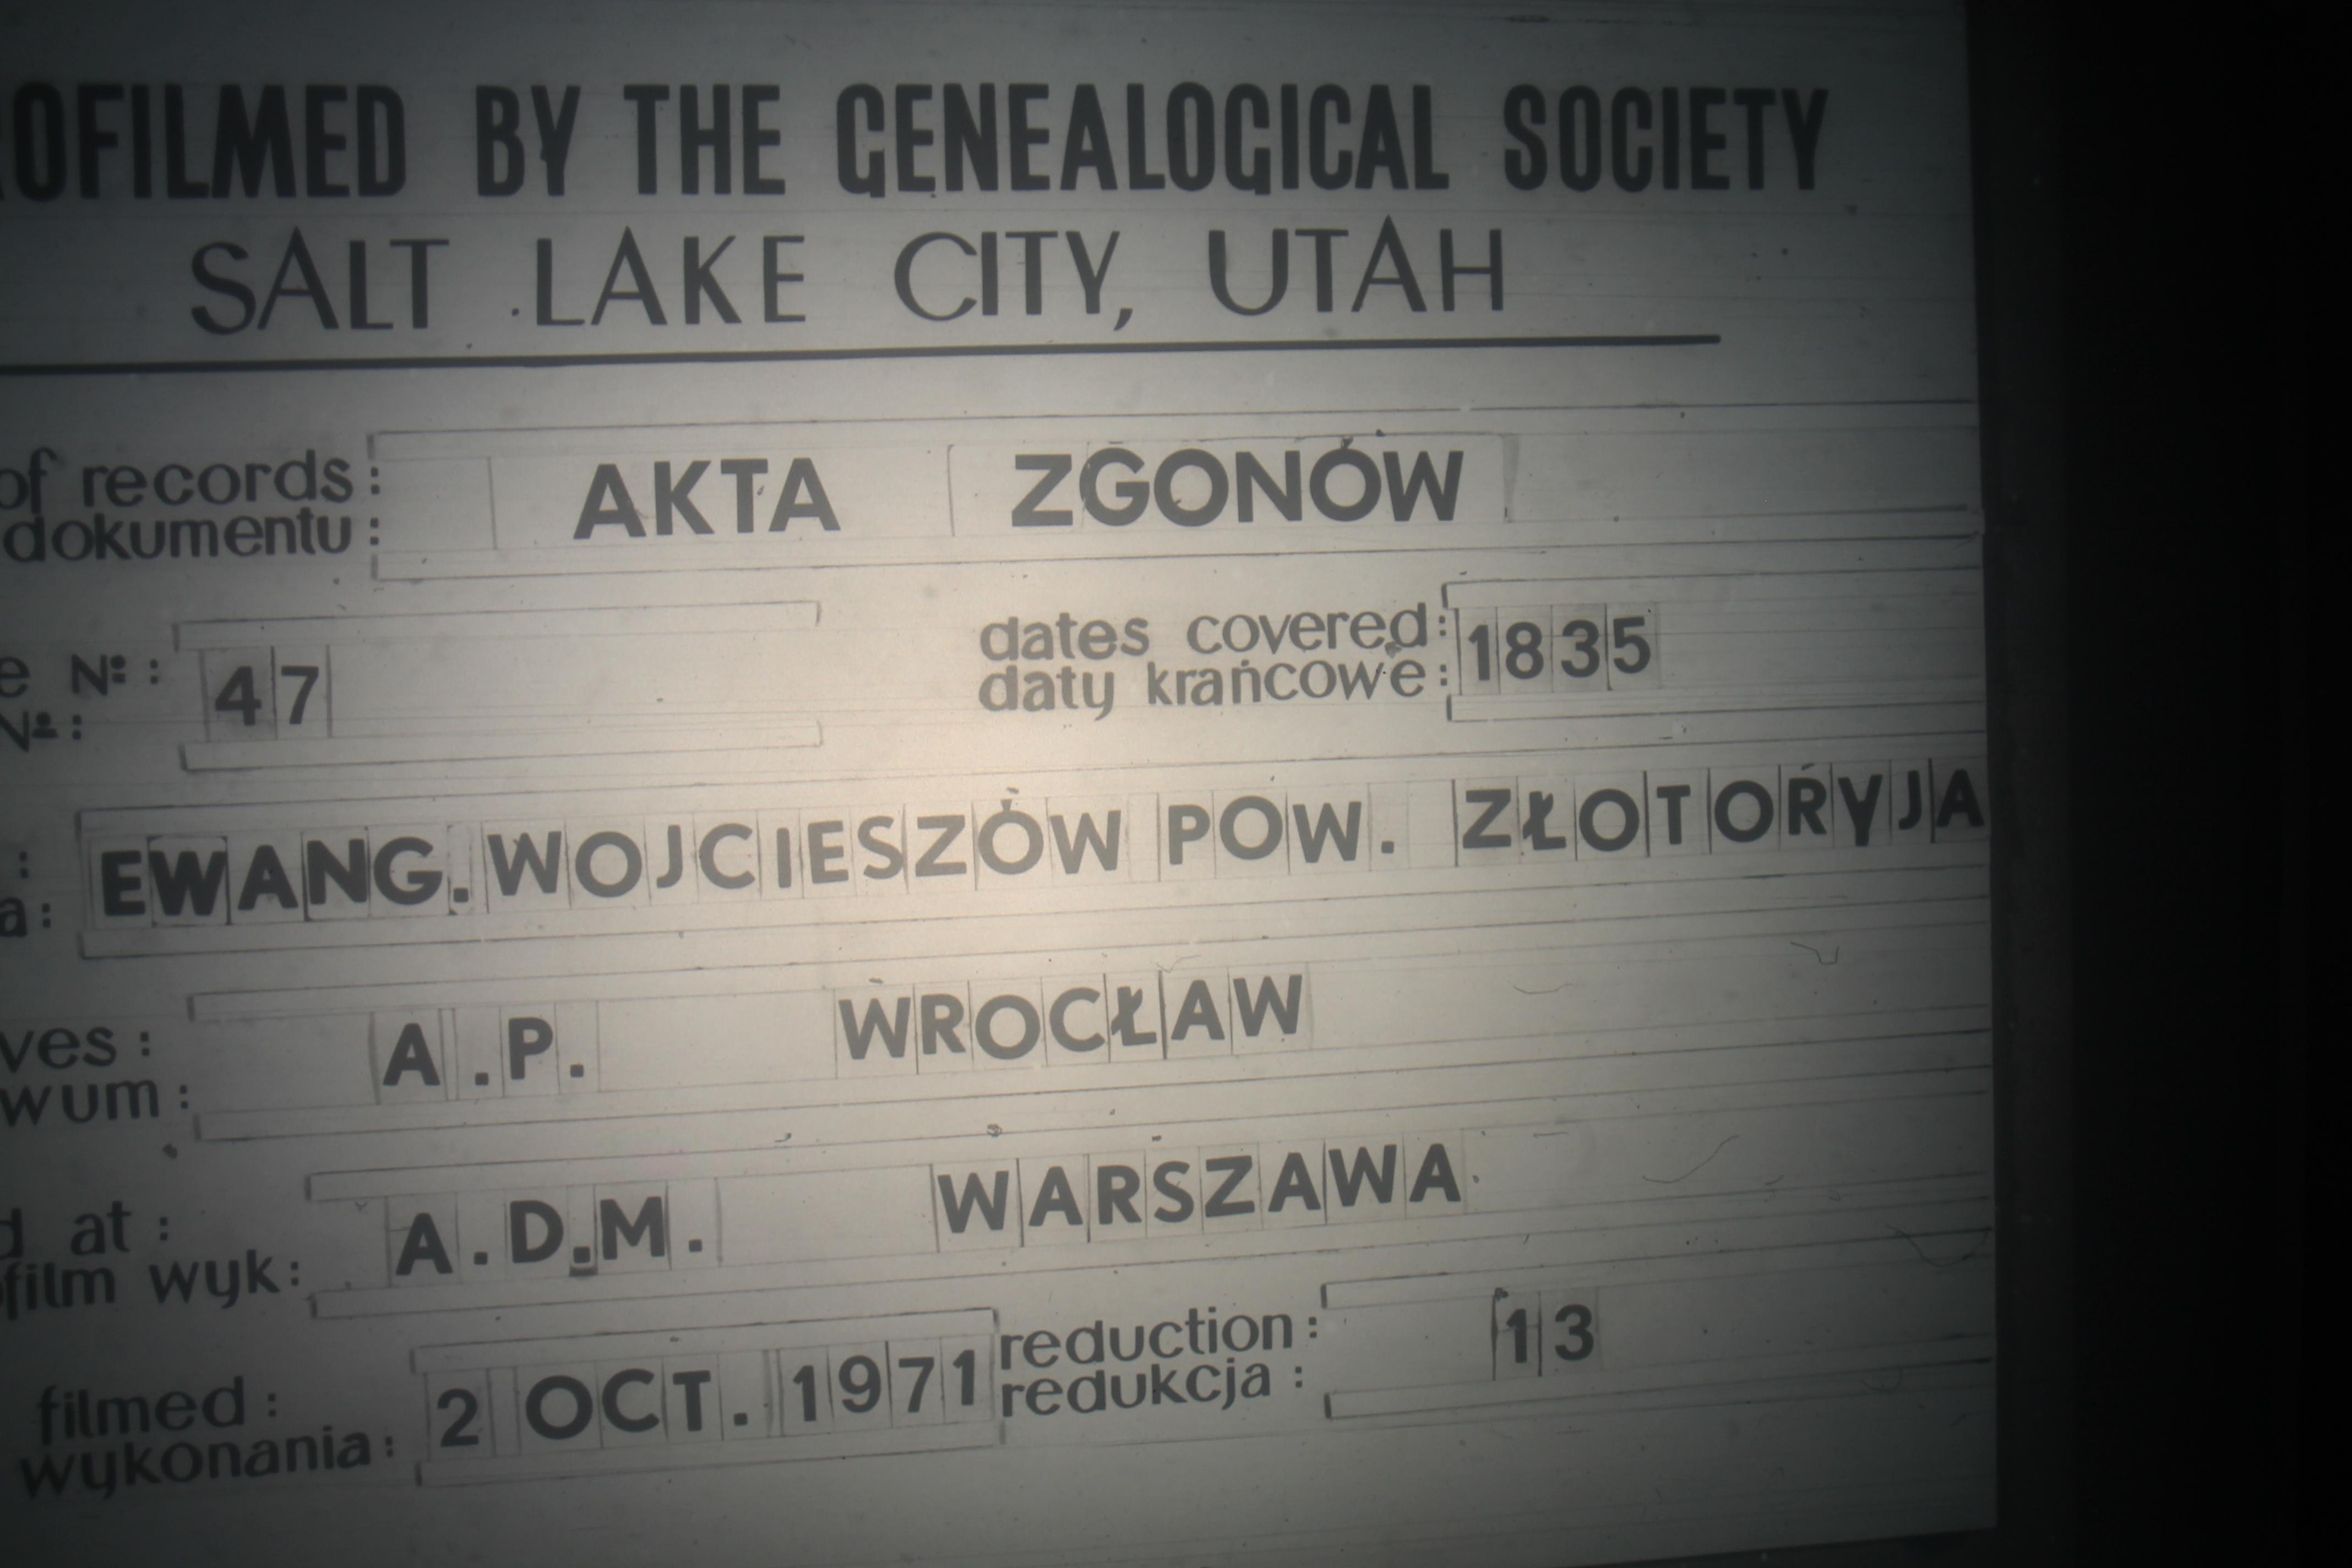 OFILMED BY THE GENEALOGICAL SOCIETY
SALT LAKE CITY, UTAH
of records:
dokumentu:
AKTA ZGONÓW
e Nº:
Nº:
47
dates covered:
daty krańcowe:
1835
:
a:
EWANG. WOJCIESZÓW POW. ZŁOTORYJA
ves:
wum:
A.P. WROCŁAW
d at:
film wyk:
A.D.M. WARSZAWA
filmed:
wykonania:
2 OCT. 1971
reduction:
redukcja:
13